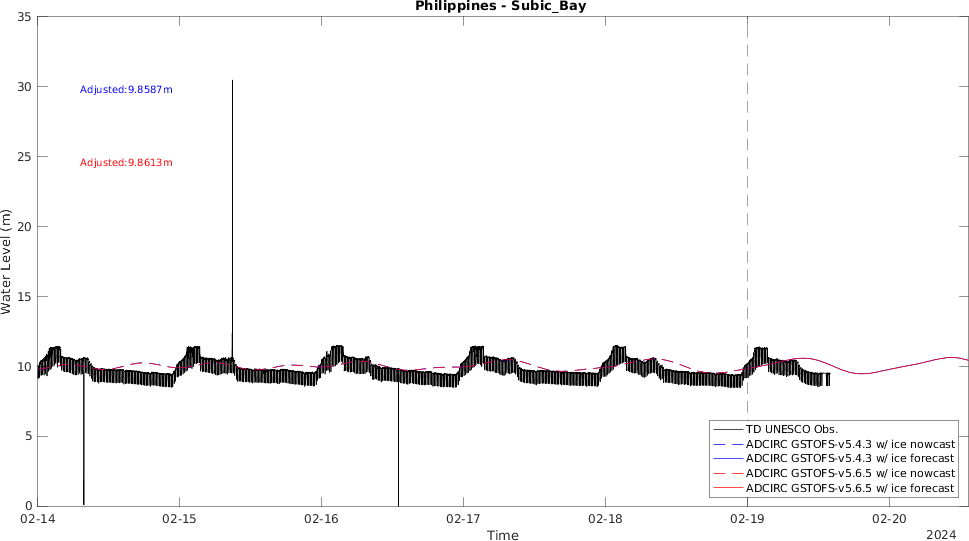 Philippines - Subic_Bay
35
30
25
20
15
10
5
0
Water Level (m)
Adjusted:9.8587m
Adjusted:9.8613m
TD UNESCO Obs.
ADCIRC GSTOFS-v5.4.3 w/ ice nowcast
ADCIRC GSTOFS-v5.4.3 w/ ice forecast
ADCIRC GSTOFS-v5.6.5 w/ ice nowcast
ADCIRC GSTOFS-v5.6.5 w/ ice forecast
02-14 02-15 02-16 02-17 02-18 02-19 02-20
Time
2024